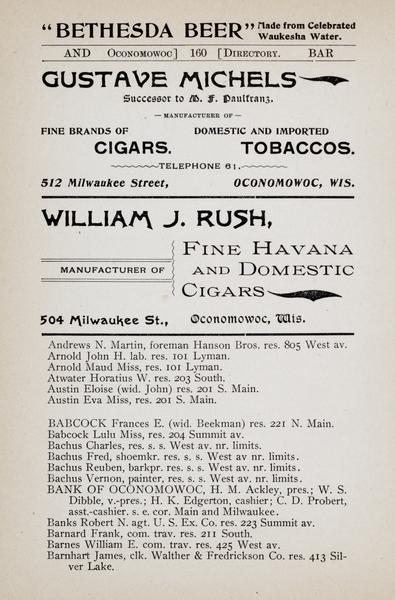 “BETHESDA BEER” Made from Celebrated
Waukesha Water.
AND OCONOMOWOC] 160 [DIRECTORY. BAR
GUSTAVE MICHELS
Successor to M. F. Paulfranz.
— MANUFACTURER OF —
FINE BRANDS OF DOMESTIC AND IMPORTED
CIGARS. TOBACCOS.
TELEPHONE 61.
512 Milwaukee Street, OCONOMOWOC, WIS.
WILLIAM J. RUSH,
MANUFACTURER OF
FINE HAVANA
AND DOMESTIC
CIGARS
504 Milwaukee St., Oconomowoc, Wis.
Andrews N. Martin, foreman Hanson Bros. res. 805 West av.
Arnold John H. lab. res. 101 Lyman.
Arnold Maud Miss, res. 101 Lyman.
Atwater Horatius W. res. 203 South.
Austin Eloise (wid. John) res. 201 S. Main.
Austin Eva Miss, res. 201 S. Main.
BABCOCK Frances E. (wid. Beekman) res. 221 N. Main.
Babcock Lulu Miss, res. 204 Summit av.
Bachus Charles, res. s. s. West av nr. limits.
Bachus Fred, shoemkr. res. s. s. West av nr. limits.
Bachus Reuben, barkpr. res. s. s. West av nr. limits.
Bachus Vernon, painter, res. s. s. West av nr. limits.
BANK OF OCONOMOWOC, H. M. Ackley, pres.; W. S.
Dibble, v.-pres.; H. K. Edgerton, cashier; C. D. Probert,
asst.-cashier. s. e. cor. Main and Milwaukee.
Banks Robert N. agt. U. S. Ex. Co. res. 223 Summit av.
Barnard Frank, com. trav. res. 211 South.
Barnes William E. com. trav. res. 425 West av.
Barnhart James, clk. Walther & Fredrickson Co. res. 413 Sil-
ver Lake.